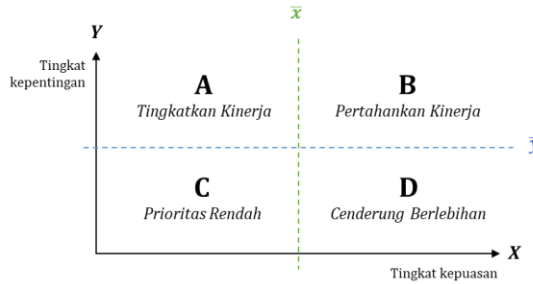 x̅
Y
Tingkat
kepentingan
A
Tingkatkan Kinerja
B
Pertahankan Kinerja
C
Prioritas Rendah
D
Cenderung Berlebihan
X
Tingkat kepuasan